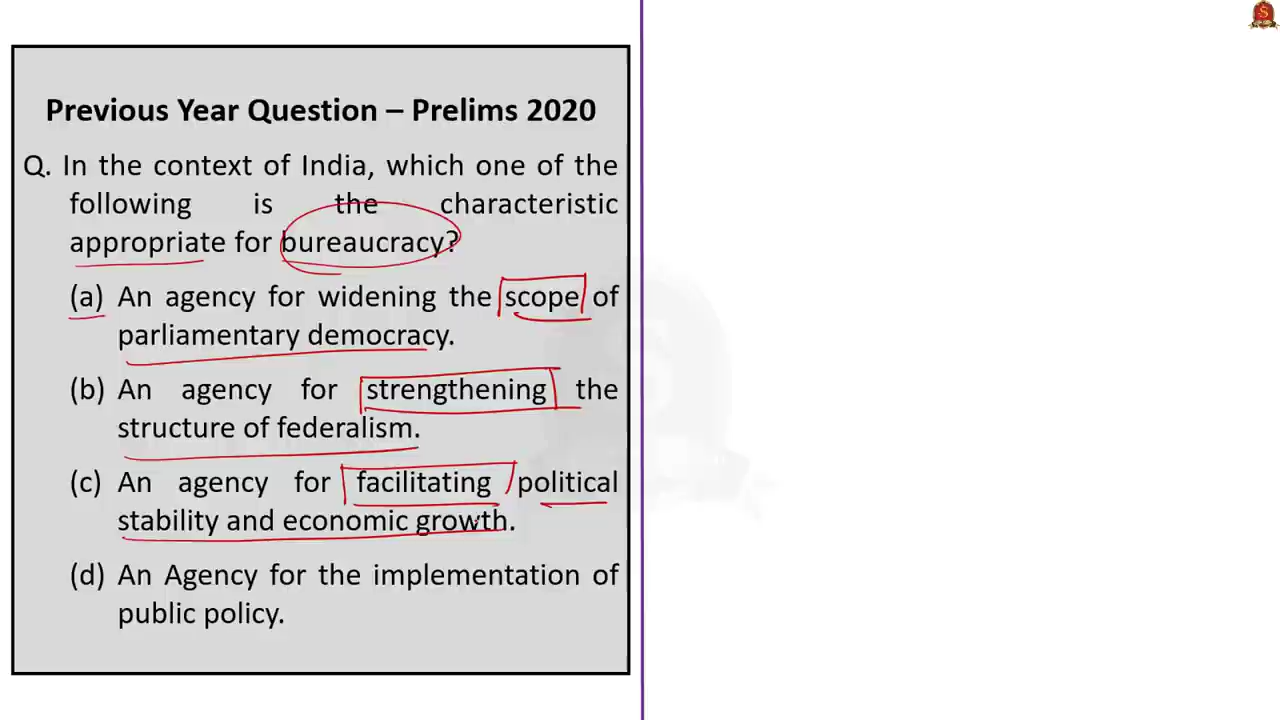 Previous Year Question – Prelims 2020
Q. In the context of India, which one of the
following is the characteristic
appropriate for bureaucracy?
(a) An agency for widening the scope of
parliamentary democracy.
(b) An agency for strengthening the
structure of federalism.
(c) An agency for facilitating political
stability and economic growth.
(d) An Agency for the implementation of
public policy.
S